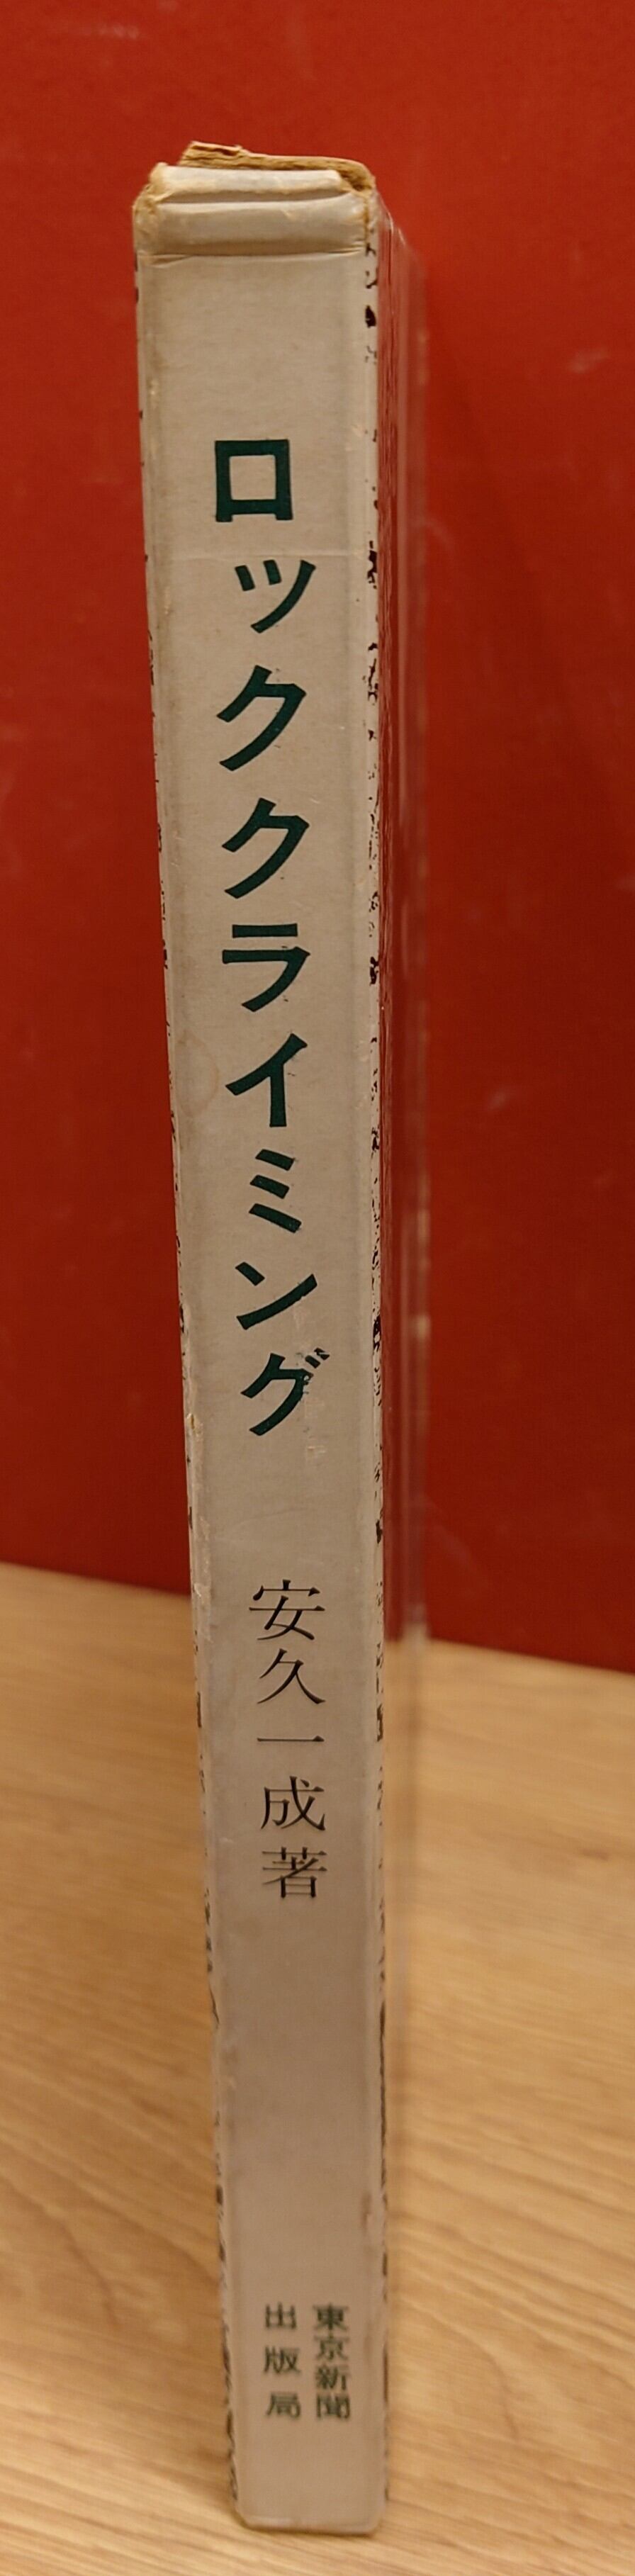 ロッククライミング
安久一成著
東京新聞
出版局